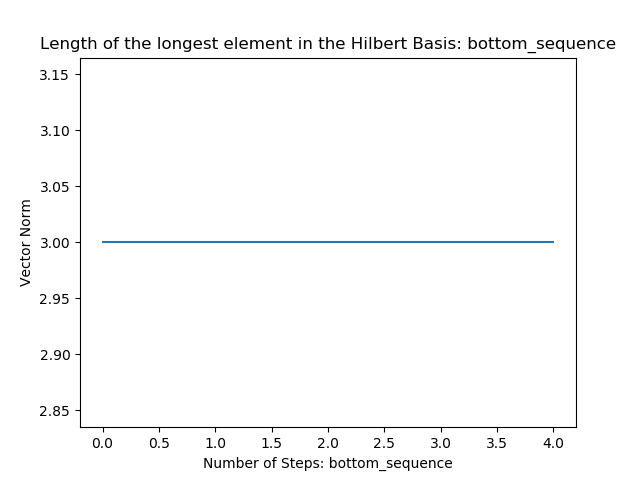 Length of the longest element in the Hilbert Basis: bottom_sequence
3.15
3.10
3.05
3.00
2.95
2.90
2.85
Vector Norm
0.0 0.5 1.0 1.5 2.0 2.5 3.0 3.5 4.0
Number of Steps: bottom_sequence